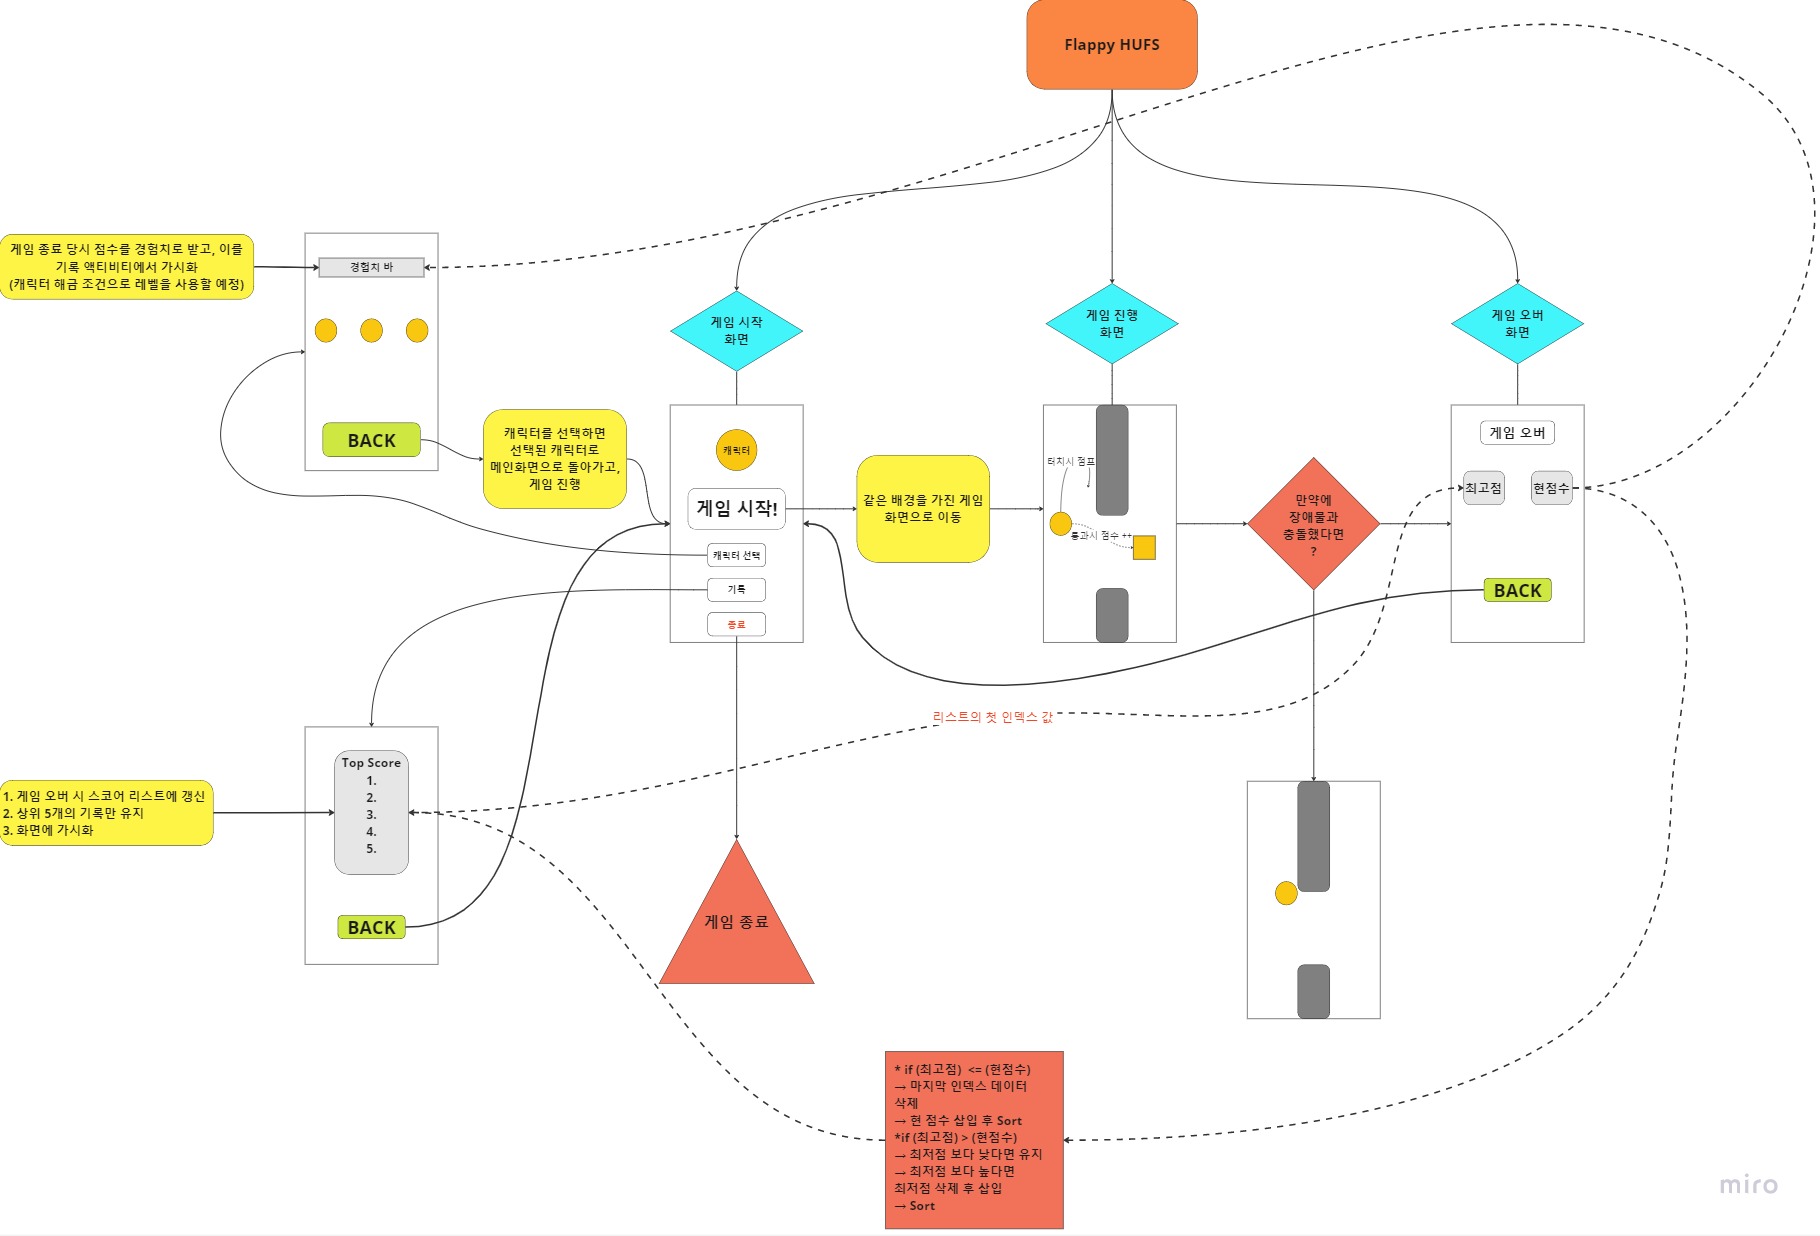 Flappy HUFS
게임 종료 당시 점수를 경험치로 받고, 이를
기록 액티비티에서 가시화
(캐릭터 해금 조건으로 레벨을 사용할 예정)
경험치 바
BACK
캐릭터를 선택하면
선택된 캐릭터로
메인화면으로 돌아가고,
게임 진행
게임 시작
화면
게임 진행
화면
게임 오버
화면
캐릭터
게임 시작!
캐릭터 선택
기록
종료
같은 배경을 가진 게임
화면으로 이동
터치시 점프
통과시 점수 ++
만약에
장애물과
충돌했다면
?
게임 오버
최고점
현점수
BACK
리스트의 첫 인덱스 값
1. 게임 오버 시 스코어 리스트에 갱신
2. 상위 5개의 기록만 유지
3. 화면에 가시화
Top Score
1.
2.
3.
4.
5.
BACK
게임 종료
* if (최고점) <= (현점수)
→ 마지막 인덱스 데이터
삭제
→ 현 점수 삽입 후 Sort
*if (최고점) > (현점수)
→ 최저점 보다 낮다면 유지
→ 최저점 보다 높다면
최저점 삭제 후 삽입
→ Sort
miro